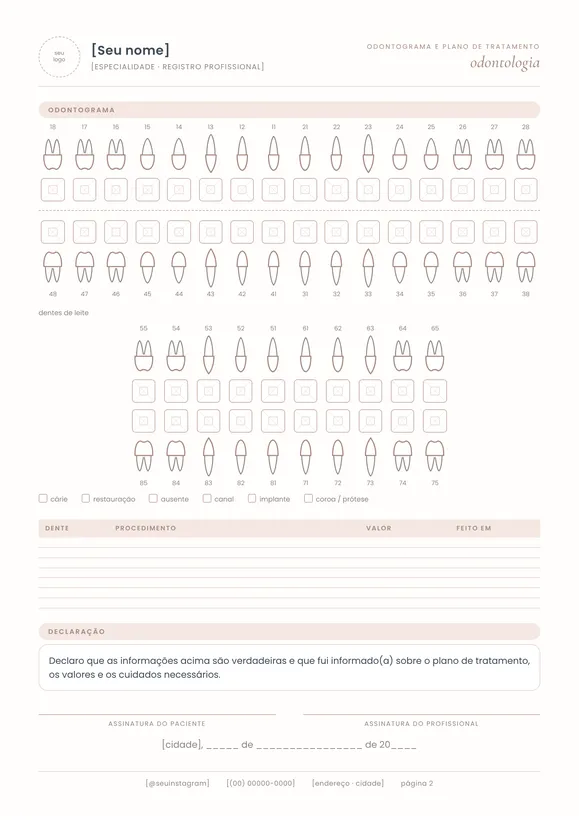 seu
logo
[Seu nome]
[ESPECIALIDADE · REGISTRO PROFISSIONAL]
ODONTOGRAMA E PLANO DE TRATAMENTO
odontologia
ODONTOGRAMA
18 17 16 15 14 13 12 11 21 22 23 24 25 26 27 28
48 47 46 45 44 43 42 41 31 32 33 34 35 36 37 38
dentes de leite
55 54 53 52 51 61 62 63 64 65
85 84 83 82 81 71 72 73 74 75
cárie restauração ausente canal implante coroa / prótese
DENTE PROCEDIMENTO VALOR FEITO EM
DECLARAÇÃO
Declaro que as informações acima são verdadeiras e que fui informado(a) sobre o plano de tratamento,
os valores e os cuidados necessários.
ASSINATURA DO PACIENTE ASSINATURA DO PROFISSIONAL
[cidade], _____ de _________________ de 20____
[@seuinstagram] [(00) 00000-0000] [endereço · cidade] página 2